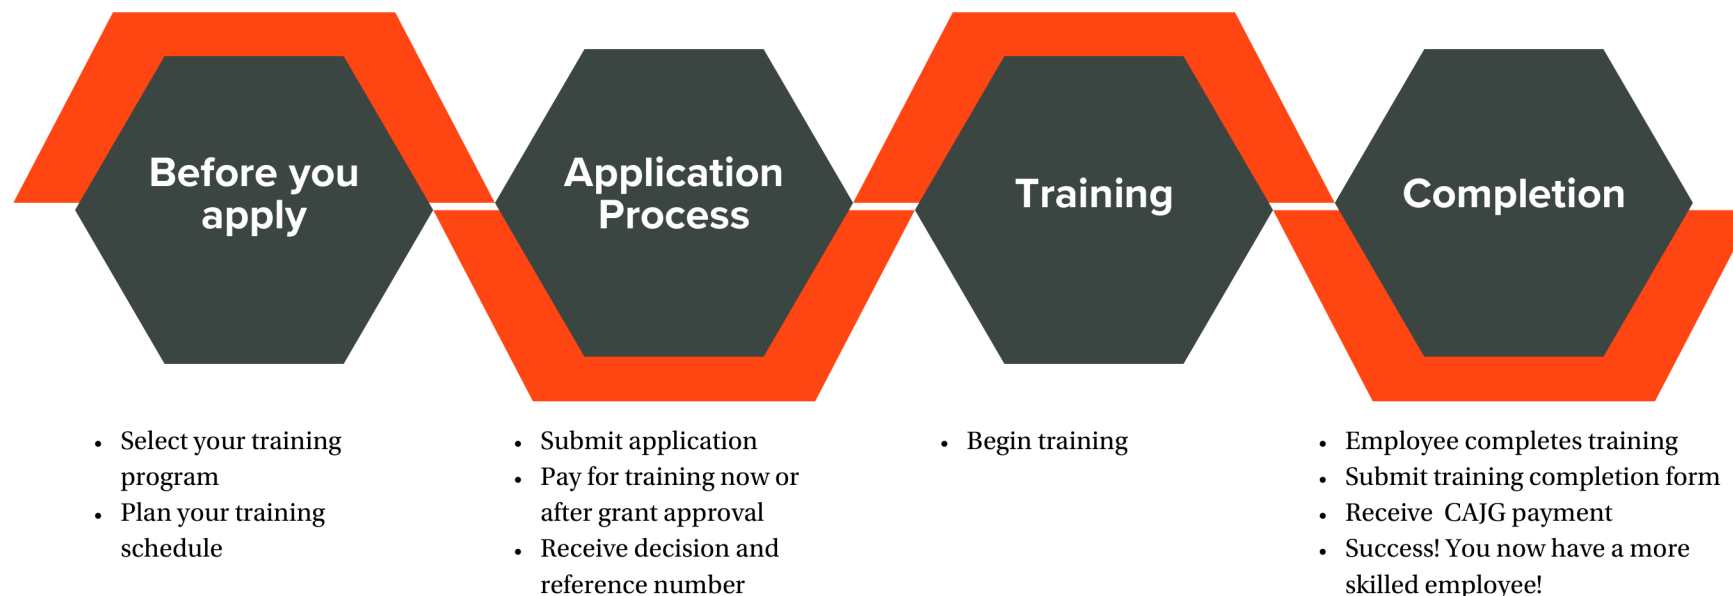 Before you
apply
Application
Process
Training
Completion
• Select your training
program
• Plan your training
schedule
• Submit application
• Pay for training now or
after grant approval
• Receive decision and
reference number
• Begin training
• Employee completes training
• Submit training completion form
• Receive CAJG payment
• Success! You now have a more
skilled employee!